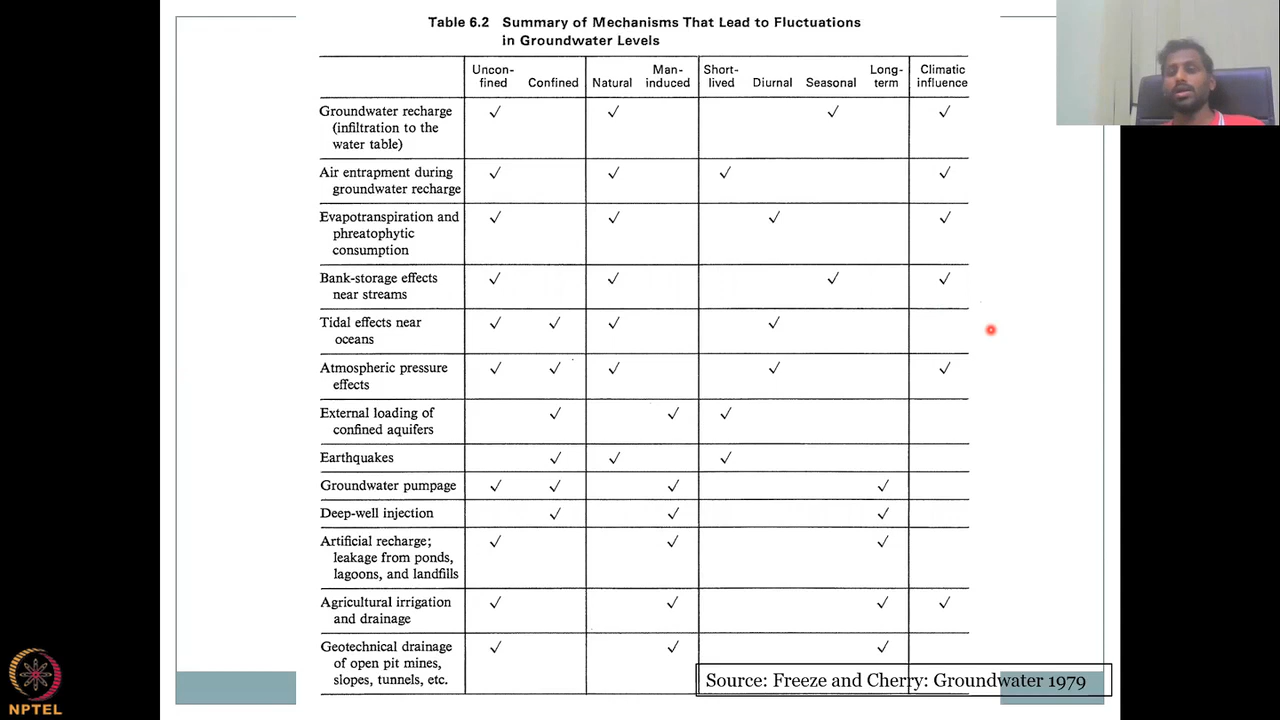 Table 6.2 Summary of Mechanisms That Lead to Fluctuations
in Groundwater Levels
Uncon- Man- Short- Long- Climatic
fined Confined Natural induced lived Diurnal Seasonal term influence
Groundwater recharge ✓ ✓ ✓ ✓
(infiltration to the
water table)
Air entrapment during ✓ ✓ ✓ ✓
groundwater recharge
Evapotranspiration and ✓ ✓ ✓ ✓
phreatophytic
consumption
Bank-storage effects ✓ ✓ ✓ ✓
near streams
Tidal effects near ✓ ✓ ✓ ✓
oceans
Atmospheric pressure ✓ ✓ ✓ ✓ ✓
effects
External loading of ✓ ✓ ✓
confined aquifers
Earthquakes ✓ ✓ ✓
Groundwater pumpage ✓ ✓ ✓ ✓
Deep-well injection ✓ ✓ ✓
Artificial recharge; ✓ ✓ ✓
leakage from ponds,
lagoons, and landfills
Agricultural irrigation ✓ ✓ ✓ ✓
and drainage
Geotechnical drainage ✓ ✓ ✓
of open pit mines,
slopes, tunnels, etc.
Source: Freeze and Cherry: Groundwater 1979
NPTEL